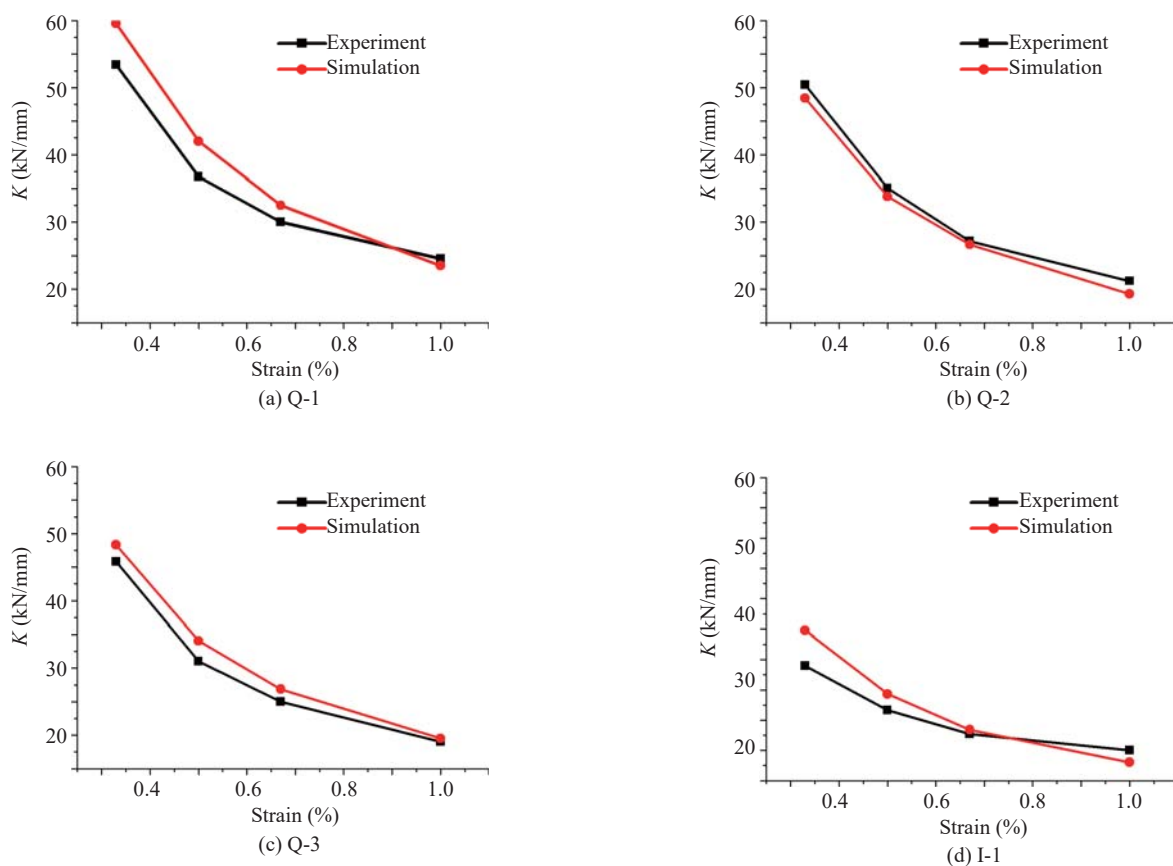 60
50
40
30
20
K (kN/mm)
Experiment
Simulation
0.4 0.6 0.8 1.0
Strain (%)
(a) Q-1
60
50
40
30
20
K (kN/mm)
Experiment
Simulation
0.4 0.6 0.8 1.0
Strain (%)
(b) Q-2
60
50
40
30
20
K (kN/mm)
Experiment
Simulation
0.4 0.6 0.8 1.0
Strain (%)
(c) Q-3
60
50
40
30
20
K (kN/mm)
Experiment
Simulation
0.4 0.6 0.8 1.0
Strain (%)
(d) I-1